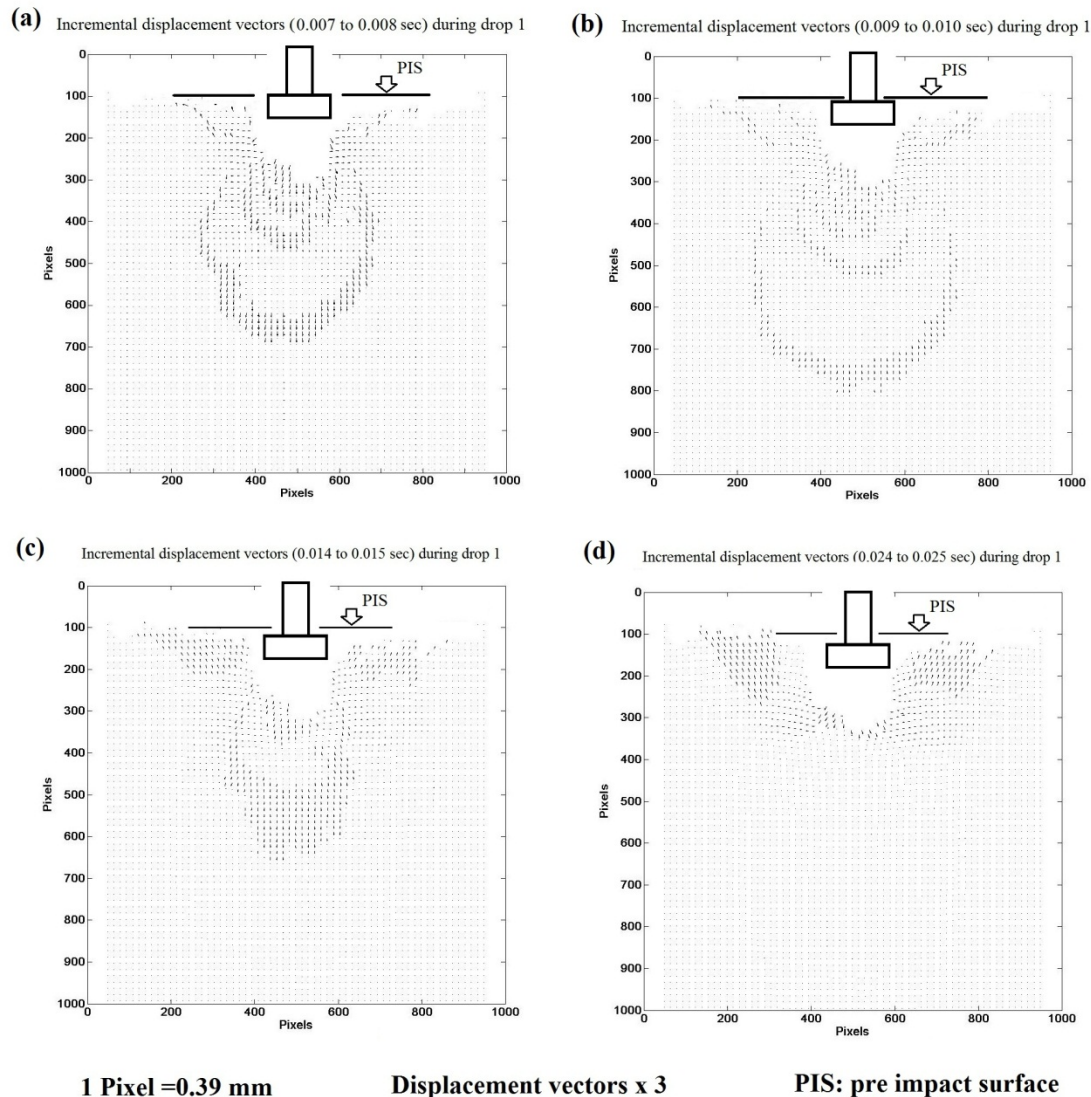 (a) Incremental displacement vectors (0.007 to 0.008 sec) during drop 1
PIS
0
100
200
300
400
500
600
700
800
900
1000
Pixels
0 200 400 600 800 1000
Pixels
(b) Incremental displacement vectors (0.009 to 0.010 sec) during drop 1
PIS
0
100
200
300
400
500
600
700
800
900
1000
Pixels
0 200 400 600 800 1000
Pixels
(c) Incremental displacement vectors (0.014 to 0.015 sec) during drop 1
PIS
0
100
200
300
400
500
600
700
800
900
1000
Pixels
0 200 400 600 800 1000
Pixels
(d) Incremental displacement vectors (0.024 to 0.025 sec) during drop 1
PIS
0
100
200
300
400
500
600
700
800
900
1000
Pixels
0 200 400 600 800 1000
Pixels
1 Pixel =0.39 mm Displacement vectors x 3 PIS: pre impact surface